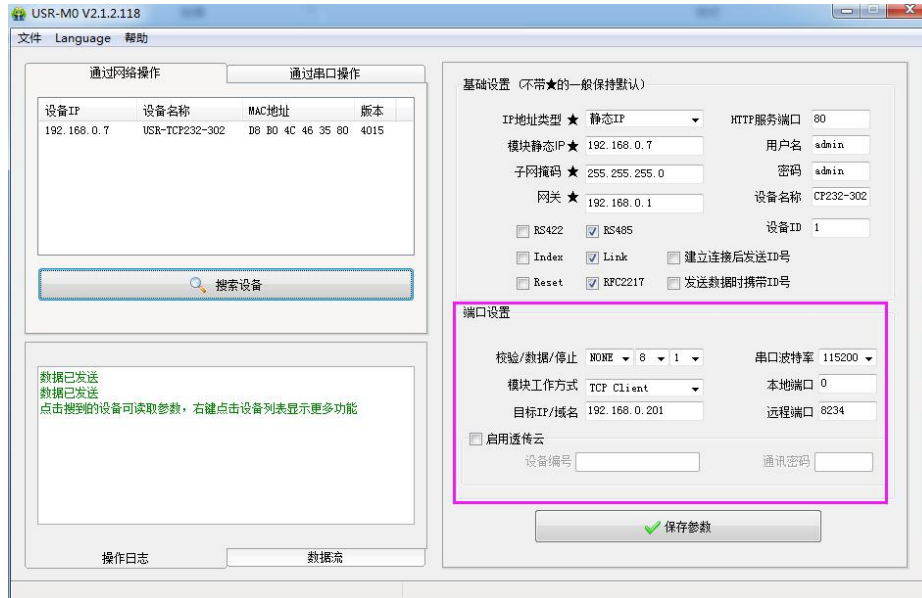 USR-M0 V2.1.2.118
文件 Language 帮助
通过网络操作 通过串口操作
设备IP 设备名称 MAC地址 版本
192.168.0.7 USR-TCP232-302 D8 B0 4C 46 35 80 4015
搜索设备
数据已发送
数据已发送
点击搜到的设备可读取参数，右键点击设备列表显示更多功能
操作日志 数据流
基础设置 (不带★的一般保持默认)
IP地址类型 ★ 静态IP HTTP服务端口 80
模块静态IP★ 192.168.0.7 用户名 admin
子网掩码 ★ 255.255.255.0 密码 admin
网关 ★ 192.168.0.1 设备名称 CP232-302
RS422 RS485 设备ID 1
Index Link 建立连接后发送ID号
Reset RFC2217 发送数据时携带ID号
端口设置
校验/数据/停止 NONE 8 1 串口波特率 115200
模块工作方式 TCP Client 本地端口 0
目标IP/域名 192.168.0.201 远程端口 8234
启用透传云
设备编号 通讯密码
保存参数